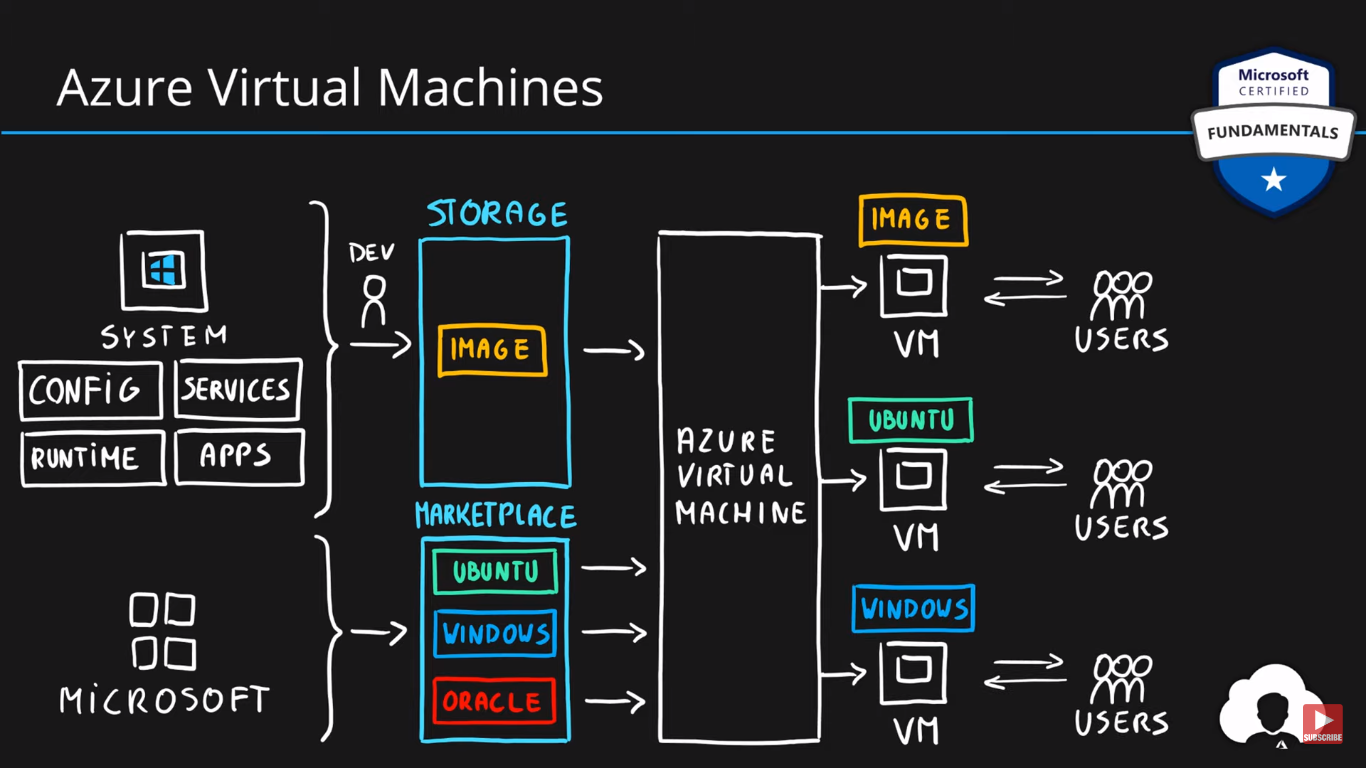 Azure Virtual Machines
Microsoft
CERTIFIED
FUNDAMENTALS
SYSTEM
CONFIG
SERVICES
RUNTIME
APPS
MICROSOFT
DEV
STORAGE
IMAGE
MARKETPLACE
UBUNTU
WINDOWS
ORACLE
AZURE
VIRTUAL
MACHINE
IMAGE
VM
USERS
UBUNTU
VM
USERS
WINDOWS
VM
USERS
SUBSCRIBE